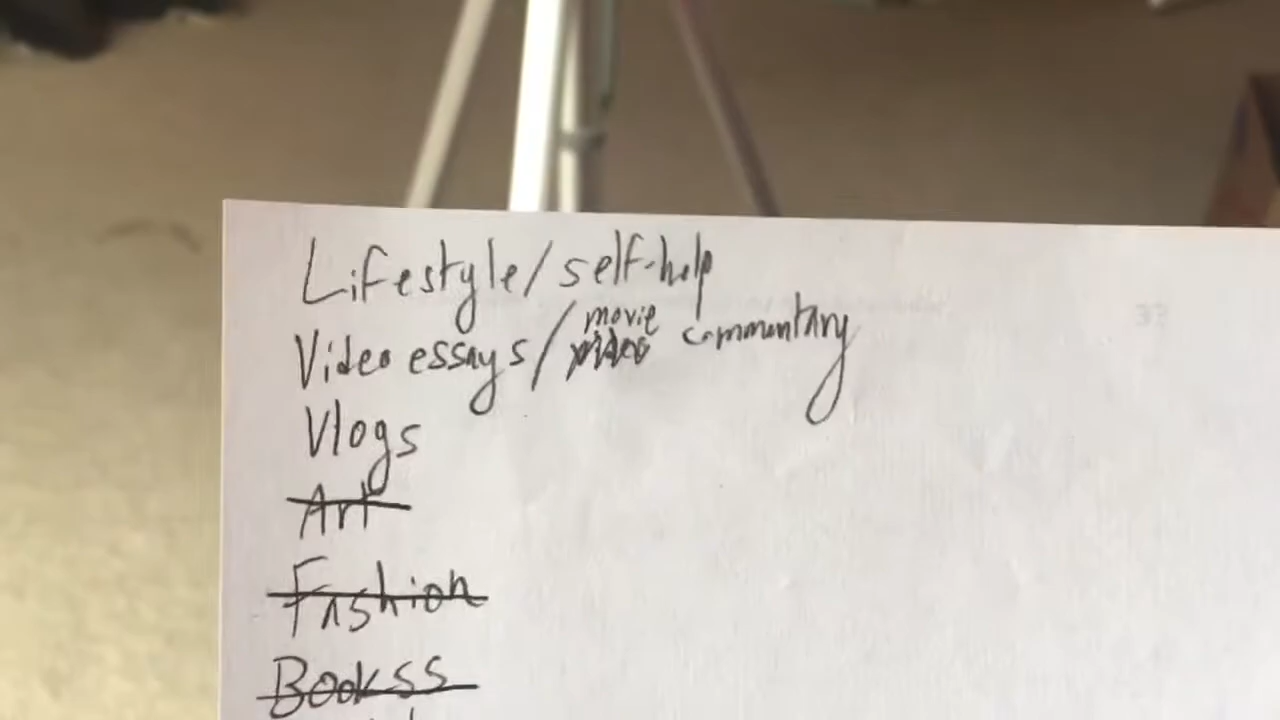 Lifestyle/self-help
Video essays/movie commentary
Vlogs
Art
Fashion
Bookss